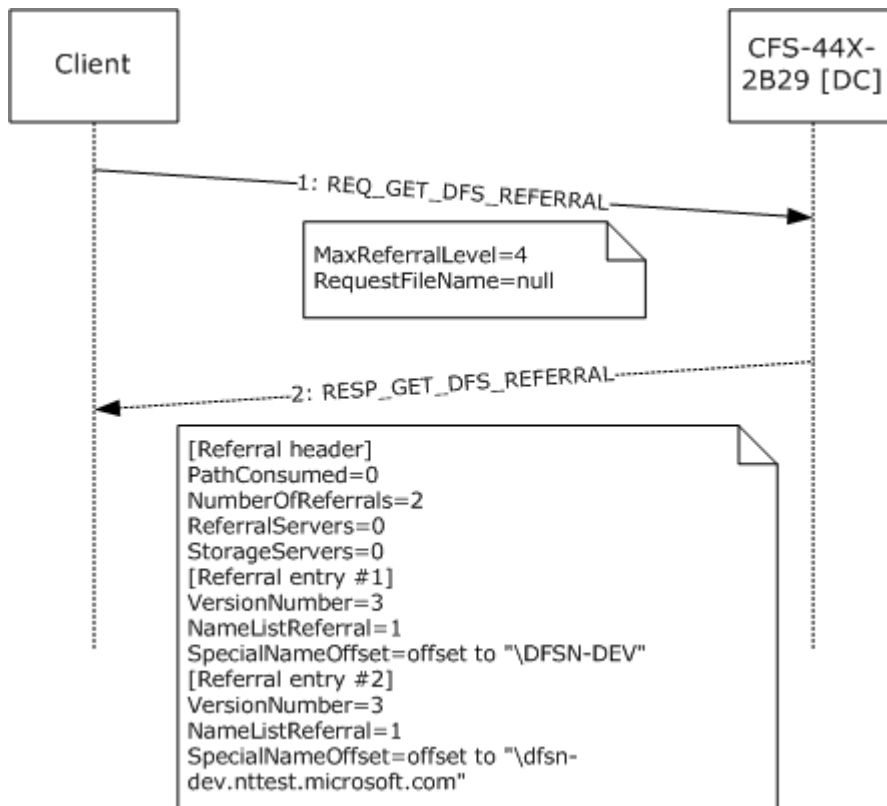 Client
CFS-44X-
2B29 [DC]
1: REQ_GET_DFS_REFERRAL
MaxReferralLevel=4
RequestFileName=null
2: RESP_GET_DFS_REFERRAL
[Referral header]
PathConsumed=0
NumberOfReferrals=2
ReferralServers=0
StorageServers=0
[Referral entry #1]
VersionNumber=3
NameListReferral=1
SpecialNameOffset=offset to "\DFSN-DEV"
[Referral entry #2]
VersionNumber=3
NameListReferral=1
SpecialNameOffset=offset to "\dfsn-
dev.nttest.microsoft.com"